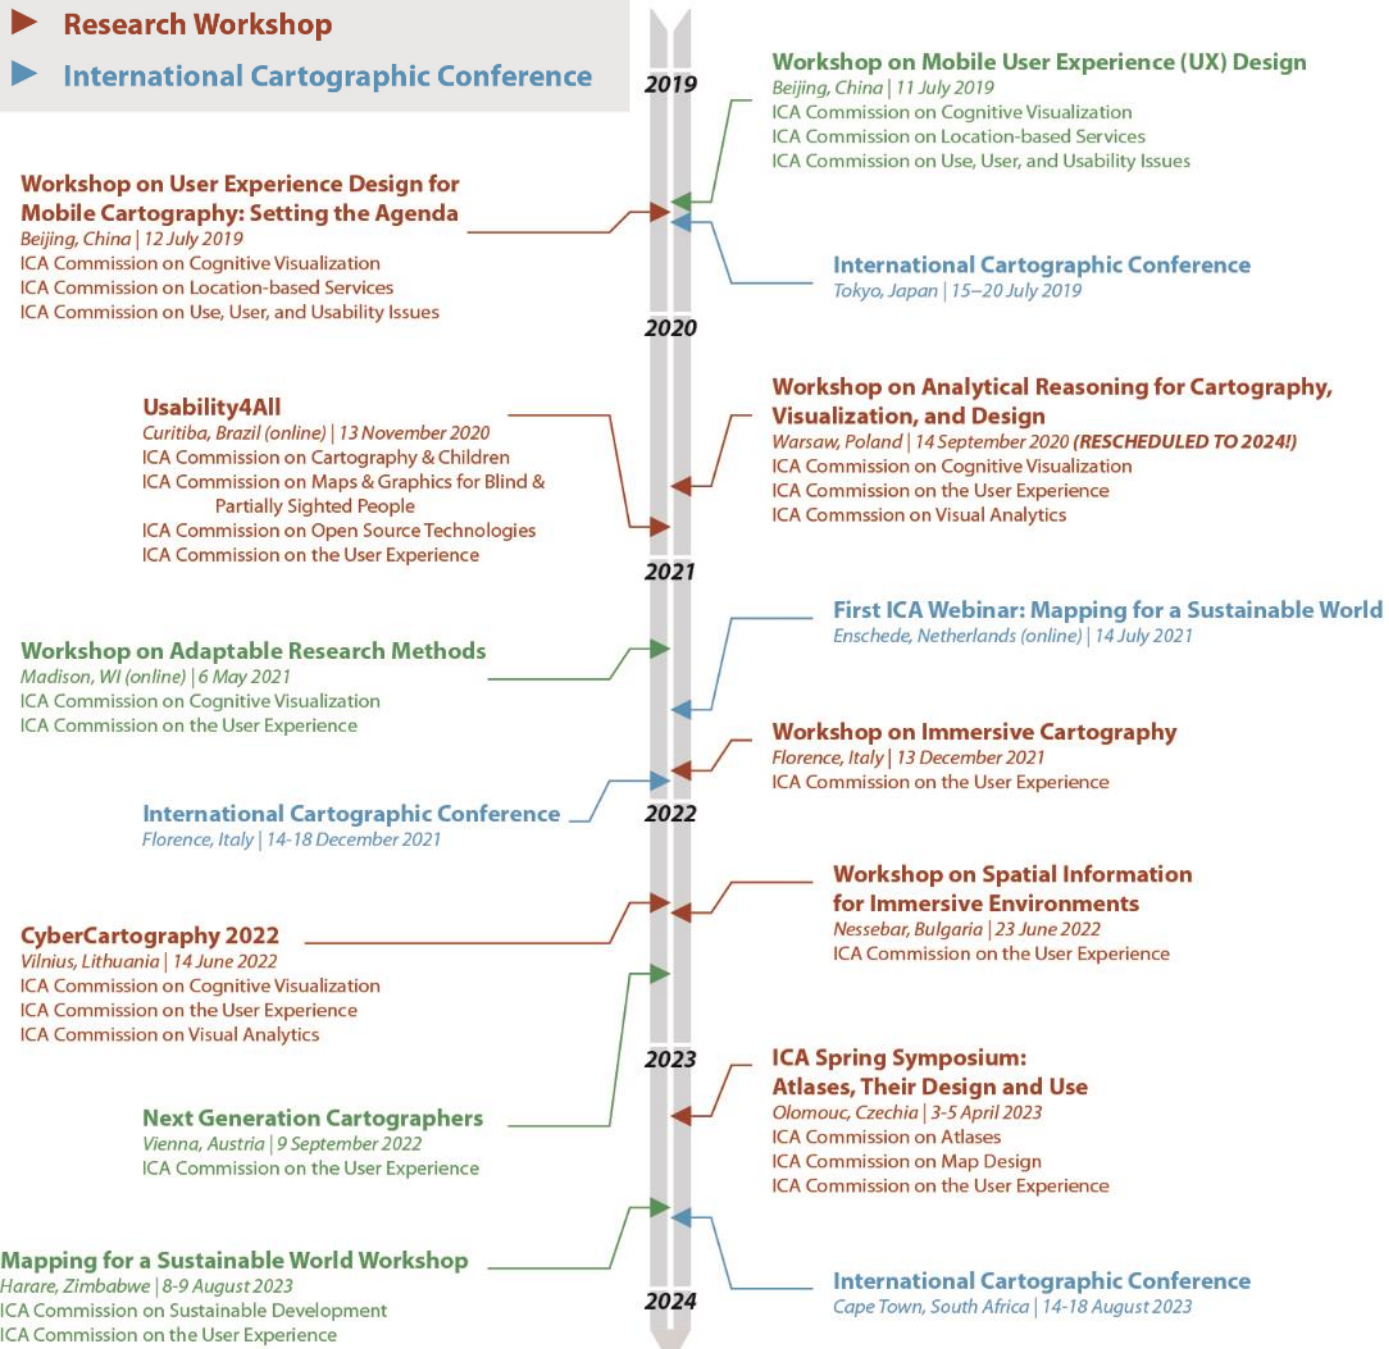 Research Workshop
International Cartographic Conference
2019
Workshop on Mobile User Experience (UX) Design
Beijing, China | 11 July 2019
ICA Commission on Cognitive Visualization
ICA Commission on Location-based Services
ICA Commission on Use, User, and Usability Issues
Workshop on User Experience Design for
Mobile Cartography: Setting the Agenda
Beijing, China | 12 July 2019
ICA Commission on Cognitive Visualization
ICA Commission on Location-based Services
ICA Commission on Use, User, and Usability Issues
International Cartographic Conference
Tokyo, Japan | 15–20 July 2019
2020
Workshop on Analytical Reasoning for Cartography,
Visualization, and Design
Warsaw, Poland | 14 September 2020 (RESCHEDULED TO 2024!)
ICA Commission on Cognitive Visualization
ICA Commission on the User Experience
ICA Commssion on Visual Analytics
Usability4All
Curitiba, Brazil (online) | 13 November 2020
ICA Commission on Cartography & Children
ICA Commission on Maps & Graphics for Blind &
Partially Sighted People
ICA Commission on Open Source Technologies
ICA Commission on the User Experience
2021
First ICA Webinar: Mapping for a Sustainable World
Enschede, Netherlands (online) | 14 July 2021
Workshop on Adaptable Research Methods
Madison, WI (online) | 6 May 2021
ICA Commission on Cognitive Visualization
ICA Commission on the User Experience
Workshop on Immersive Cartography
Florence, Italy | 13 December 2021
ICA Commission on the User Experience
International Cartographic Conference
Florence, Italy | 14-18 December 2021
2022
Workshop on Spatial Information
for Immersive Environments
Nessebar, Bulgaria | 23 June 2022
ICA Commission on the User Experience
CyberCartography 2022
Vilnius, Lithuania | 14 June 2022
ICA Commission on Cognitive Visualization
ICA Commission on the User Experience
ICA Commission on Visual Analytics
2023
ICA Spring Symposium:
Atlases, Their Design and Use
Olomouc, Czechia | 3-5 April 2023
ICA Commission on Atlases
ICA Commission on Map Design
ICA Commission on the User Experience
Next Generation Cartographers
Vienna, Austria | 9 September 2022
ICA Commission on the User Experience
Mapping for a Sustainable World Workshop
Harare, Zimbabwe | 8-9 August 2023
ICA Commission on Sustainable Development
ICA Commission on the User Experience
International Cartographic Conference
Cape Town, South Africa | 14-18 August 2023
2024